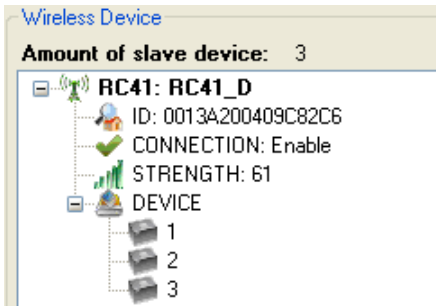 Wireless Device
Amount of slave device: 3
RC41: RC41_D
ID: 0013A200409C82C6
CONNECTION: Enable
STRENGTH: 61
DEVICE
1
2
3